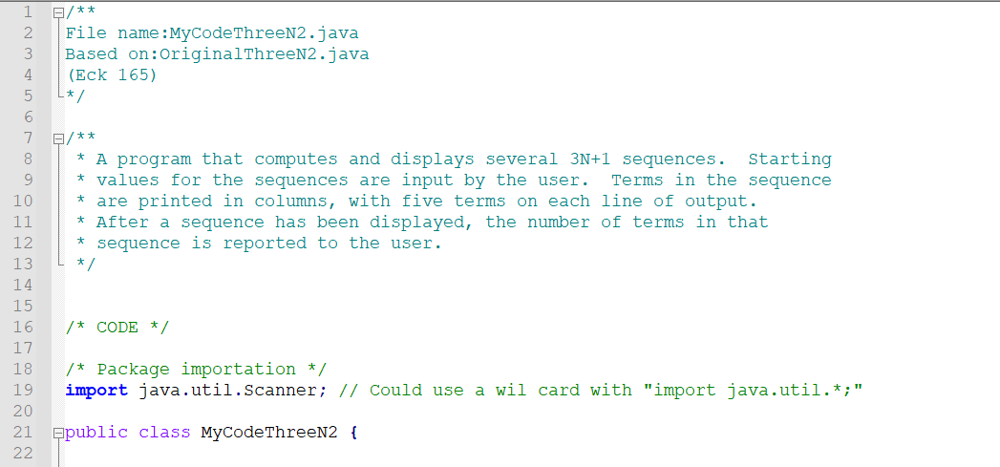 1 /**
2 File name:MyCodeThreeN2.java
3 Based on:OriginalThreeN2.java
4 (Eck 165)
5 */
6
7 /**
8  * A program that computes and displays several 3N+1 sequences.  Starting
9  * values for the sequences are input by the user.  Terms in the sequence
10  * are printed in columns, with five terms on each line of output.
11  * After a sequence has been displayed, the number of terms in that
12  * sequence is reported to the user.
13  */
14
15
16 /* CODE */
17
18 /* Package importation */
19 import java.util.Scanner; // Could use a wil card with "import java.util.*;"
20
21 public class MyCodeThreeN2 {
22